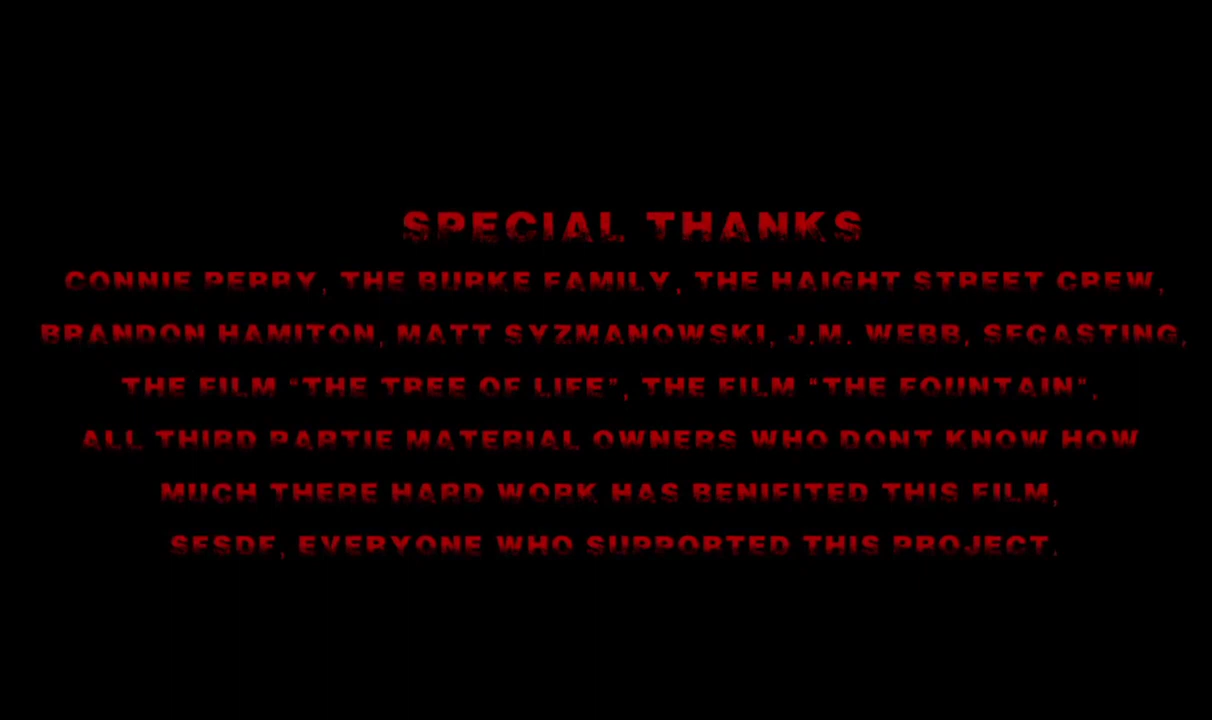 SPECIAL THANKS
CONNIE PERRY, THE BURKE FAMILY, THE HAIGHT STREET CREW,
BRANDON HAMITON, MATT SYZMANOWSKI, J.M. WEBB, SFCASTING,
THE FILM “THE TREE OF LIFE”, THE FILM “THE FOUNTAIN“,
ALL THIRD PARTIE MATERIAL OWNERS WHO DONT KNOW HOW
MUCH THERE HARD WORK HAS BENIFITED THIS FILM,
SFSDF, EVERYONE WHO SUPPORTED THIS PROJECT.